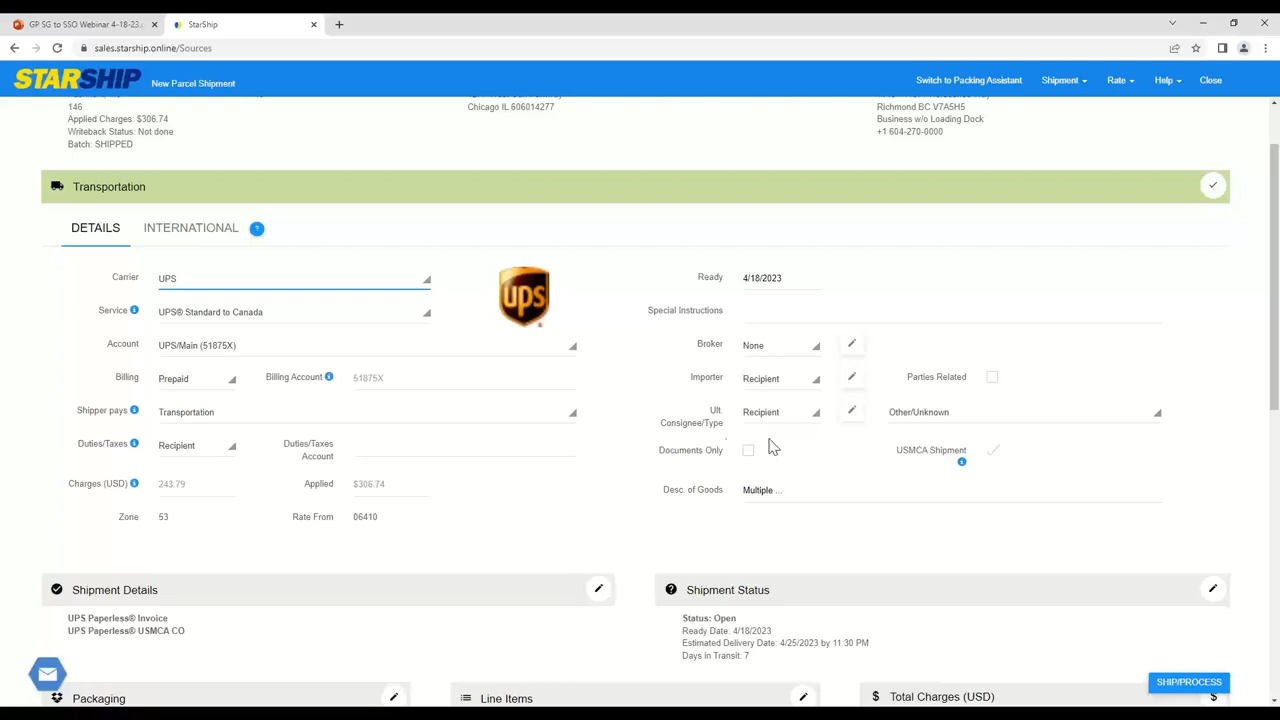 GP SG to SSO Webinar 4-18-23.
StarShip
sales.starship.online/Sources
STARSHIP New Parcel Shipment
Switch to Packing Assistant Shipment Rate Help Close
146
Chicago IL 606014277
Richmond BC V7A5H5
Applied Charges: $306.74
Business w/o Loading Dock
Writeback Status: Not done
+1 604-270-0000
Batch: SHIPPED
Transportation
DETAILS INTERNATIONAL ?
Carrier UPS
ups
Ready 4/18/2023
Service UPS® Standard to Canada
Special Instructions
Account UPS/Main (51875X)
Broker None
Billing Prepaid Billing Account 51875X
Importer Recipient Parties Related
Shipper pays Transportation
Ult. Consignee/Type Recipient Other/Unknown
Duties/Taxes Recipient Duties/Taxes Account
Documents Only USMCA Shipment
Charges (USD) 243.79 Applied $306.74
Desc. of Goods Multiple ...
Zone 53 Rate From 06410
Shipment Details
UPS Paperless® Invoice
UPS Paperless® USMCA CO
Shipment Status
Status: Open
Ready Date: 4/18/2023
Estimated Delivery Date: 4/25/2023 by 11:30 PM
Days in Transit: 7
SHIP/PROCESS
Packaging
Line Items
$ Total Charges (USD) $